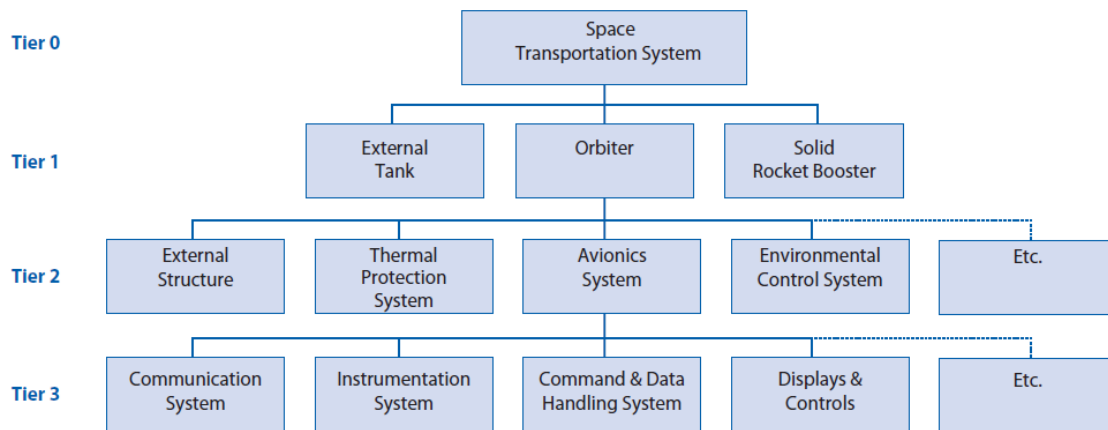 Tier 0
Space
Transportation System
Tier 1
External
Tank
Orbiter
Solid
Rocket Booster
Tier 2
External
Structure
Thermal
Protection
System
Avionics
System
Environmental
Control System
Etc.
Tier 3
Communication
System
Instrumentation
System
Command & Data
Handling System
Displays &
Controls
Etc.